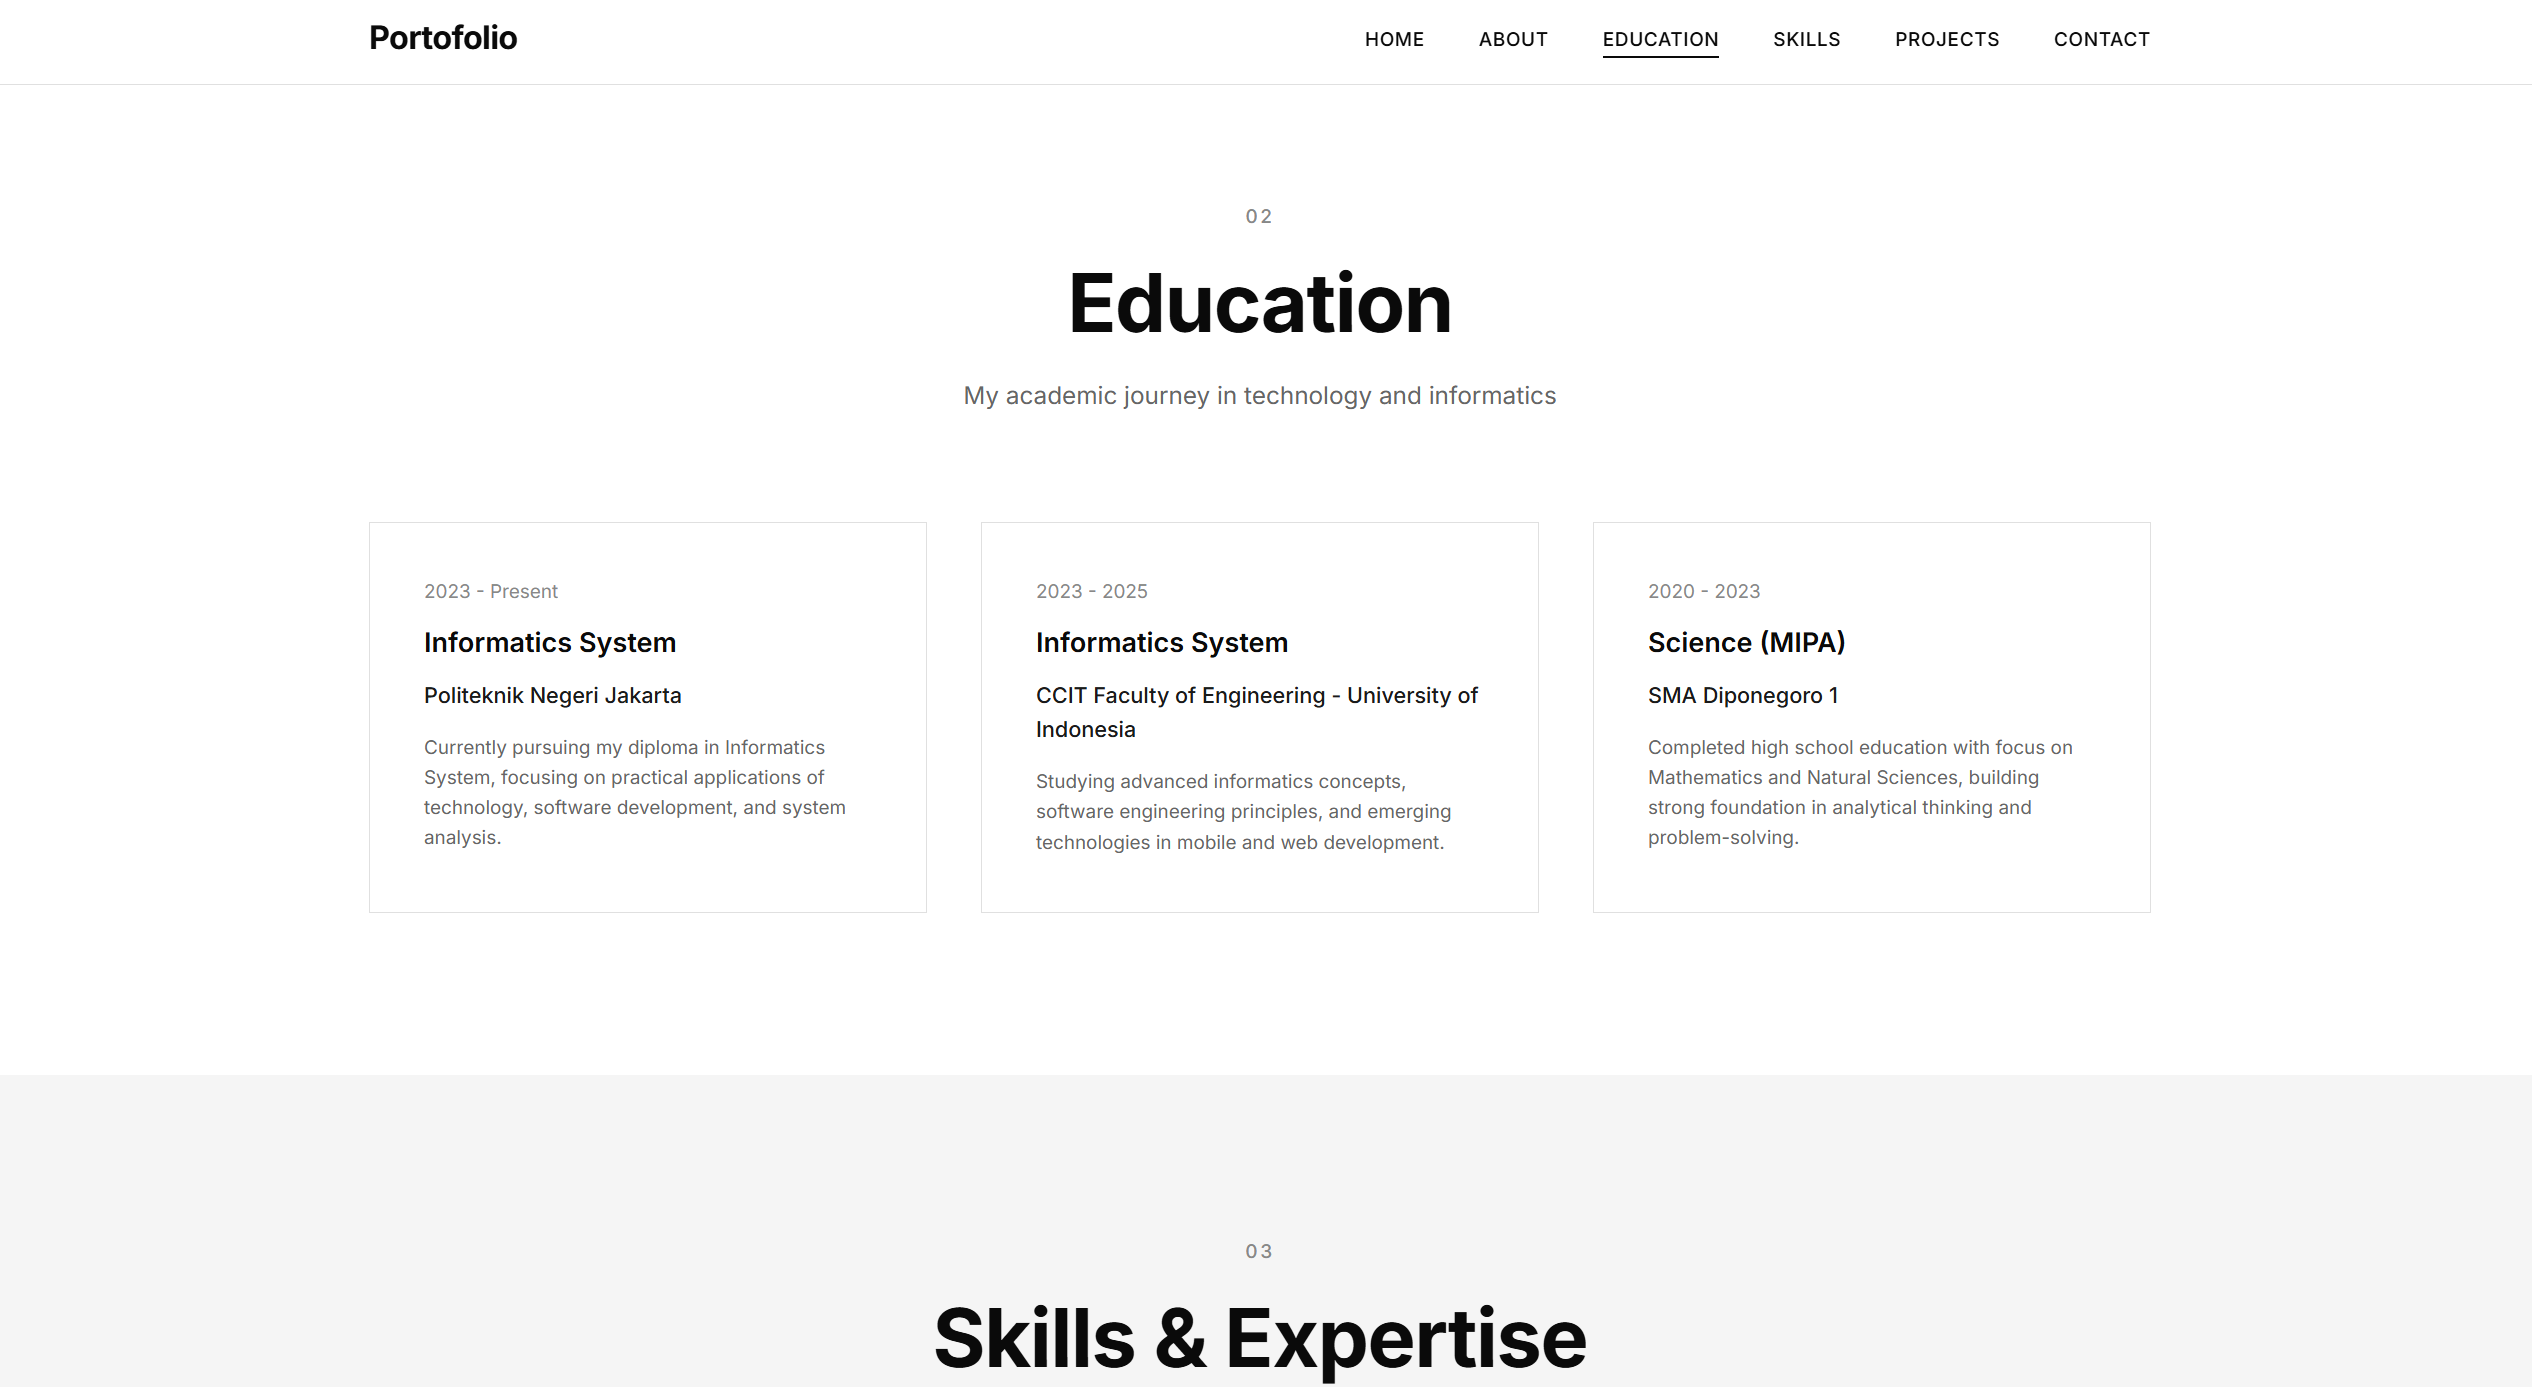 Portofolio
HOME ABOUT EDUCATION SKILLS PROJECTS CONTACT
02
Education
My academic journey in technology and informatics
2023 - Present
Informatics System
Politeknik Negeri Jakarta
Currently pursuing my diploma in Informatics
System, focusing on practical applications of
technology, software development, and system
analysis.
2023 - 2025
Informatics System
CCIT Faculty of Engineering - University of
Indonesia
Studying advanced informatics concepts,
software engineering principles, and emerging
technologies in mobile and web development.
2020 - 2023
Science (MIPA)
SMA Diponegoro 1
Completed high school education with focus on
Mathematics and Natural Sciences, building
strong foundation in analytical thinking and
problem-solving.
03
Skills & Expertise